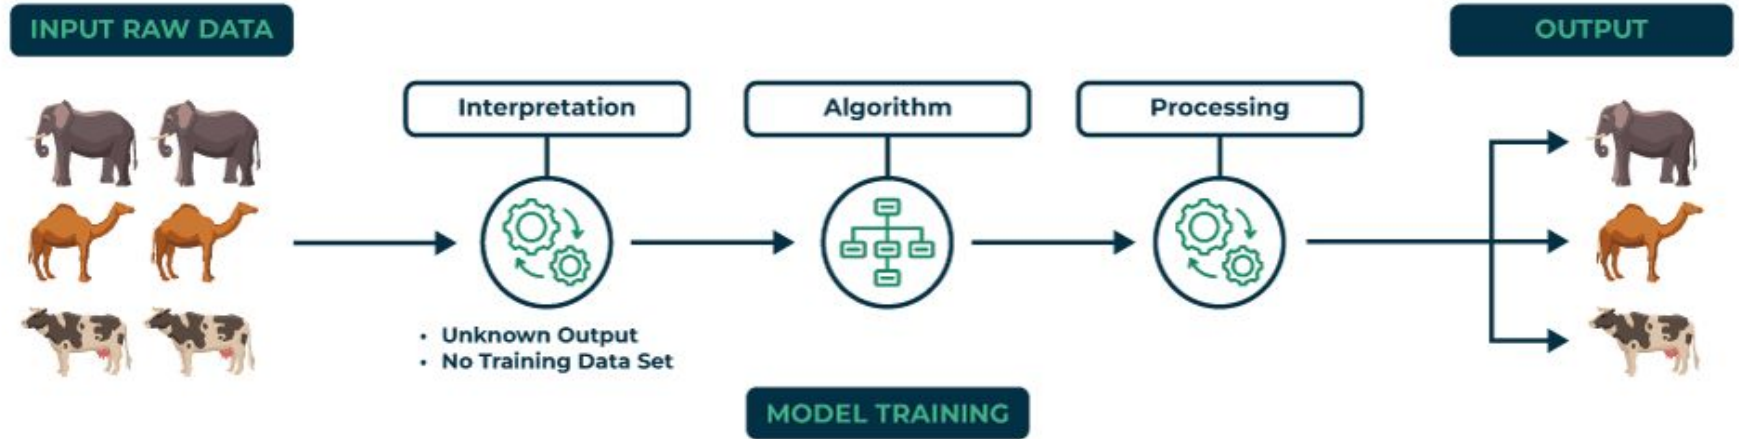 INPUT RAW DATA
OUTPUT
Interpretation
Algorithm
Processing
• Unknown Output
• No Training Data Set
MODEL TRAINING